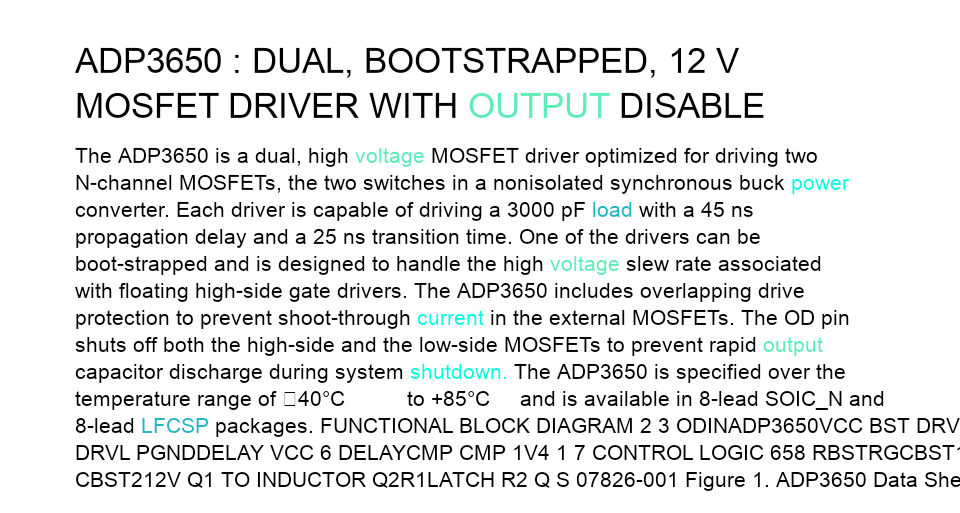 ADP3650 : DUAL, BOOTSTRAPPED, 12 V
MOSFET DRIVER WITH OUTPUT DISABLE
The ADP3650 is a dual, high voltage MOSFET driver optimized for driving two
N-channel MOSFETs, the two switches in a nonisolated synchronous buck power
converter. Each driver is capable of driving a 3000 pF load with a 45 ns
propagation delay and a 25 ns transition time. One of the drivers can be
boot-strapped and is designed to handle the high voltage slew rate associated
with floating high-side gate drivers. The ADP3650 includes overlapping drive
protection to prevent shoot-through current in the external MOSFETs. The OD pin
shuts off both the high-side and the low-side MOSFETs to prevent rapid output
capacitor discharge during system shutdown. The ADP3650 is specified over the
temperature range of □40°C to +85°C and is available in 8-lead SOIC_N and
8-lead LFCSP packages. FUNCTIONAL BLOCK DIAGRAM 2 3 ODINADP3650VCC BST DRV
DRVL PGNDDELAY VCC 6 DELAYCMP CMP 1V4 1 7 CONTROL LOGIC 658 RBSTRGCBST1
CBST212V Q1 TO INDUCTOR Q2R1LATCH R2 Q S 07826-001 Figure 1. ADP3650 Data She